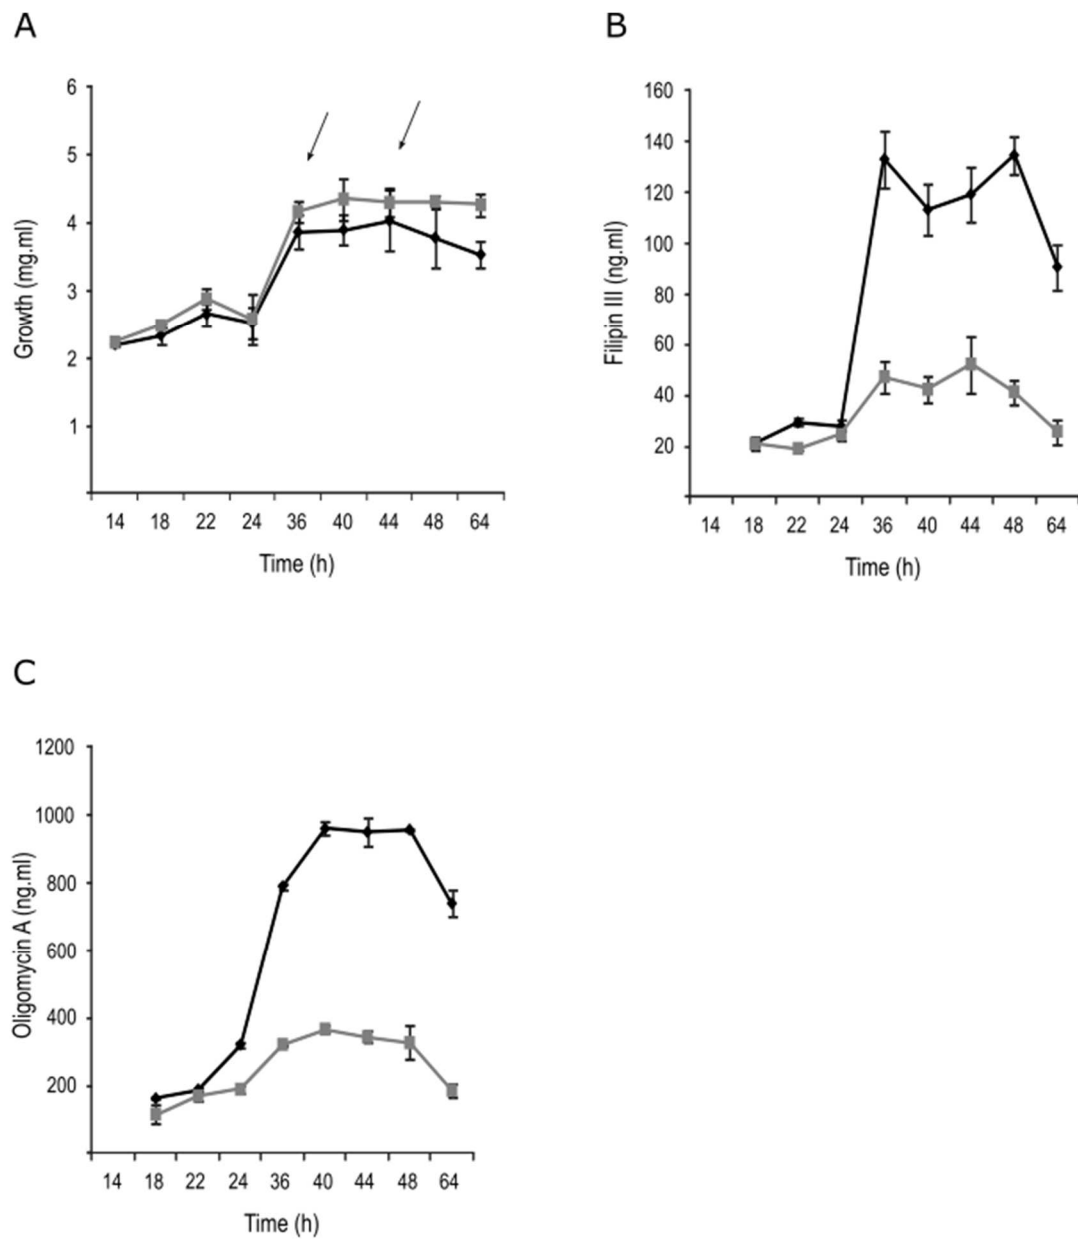 A
6
5
4
3
2
1
Growth (mg.ml)
14 18 22 24 36 40 44 48 64
Time (h)
B
160
140
120
100
80
60
40
20
Filipin III (ng.ml)
14 18 22 24 36 40 44 48 64
Time (h)
C
1200
1000
800
600
400
200
Oligomycin A (ng.ml)
14 18 22 24 36 40 44 48 64
Time (h)